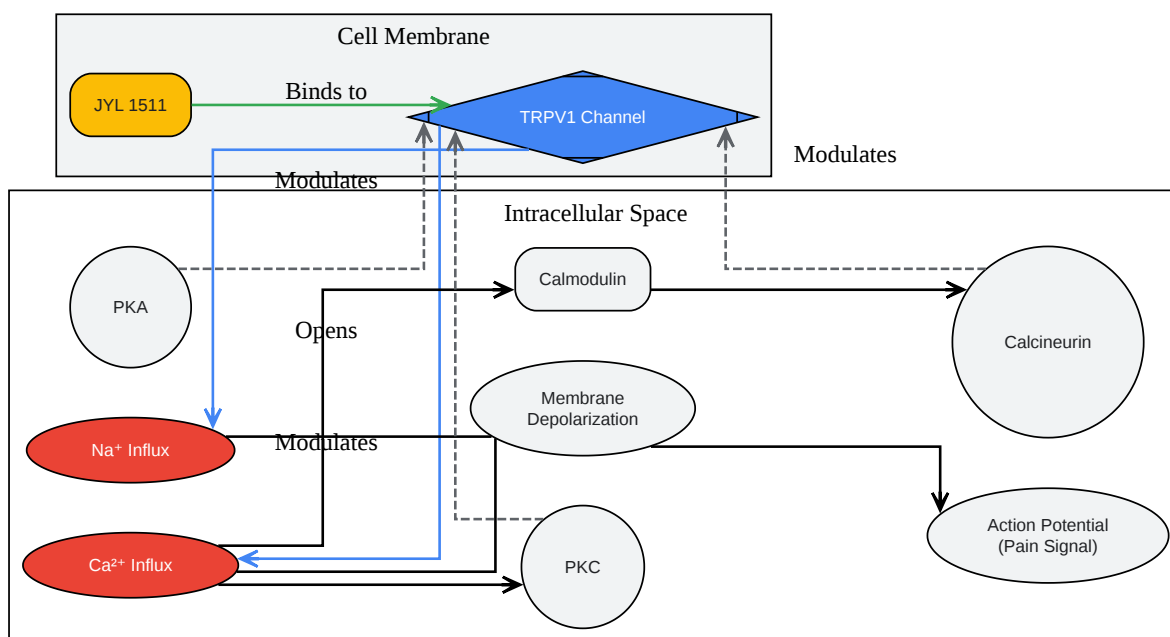 Cell Membrane
JYL 1511
Binds to
TRPV1 Channel
Modulates
Modulates
Intracellular Space
PKA
Calmodulin
Opens
Calcineurin
Membrane
Depolarization
Na⁺ Influx
Modulates
Action Potential
(Pain Signal)
Ca²⁺ Influx
PKC